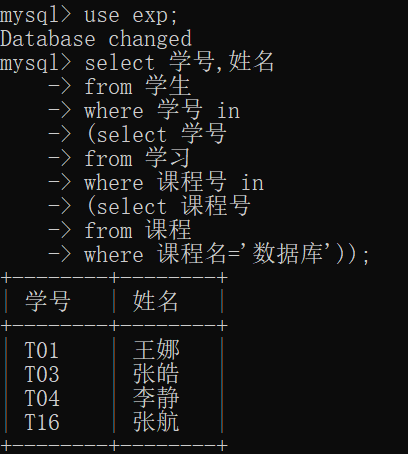 mysql> use exp;
Database changed
mysql> select 学号,姓名
    -> from 学生
    -> where 学号 in
    -> (select 学号
    -> from 学习
    -> where 课程号 in
    -> (select 课程号
    -> from 课程
    -> where 课程名='数据库'));
+--------+--------+
| 学号   | 姓名   |
+--------+--------+
| T01    | 王娜   |
| T03    | 张皓   |
| T04    | 李静   |
| T16    | 张航   |
+--------+--------+